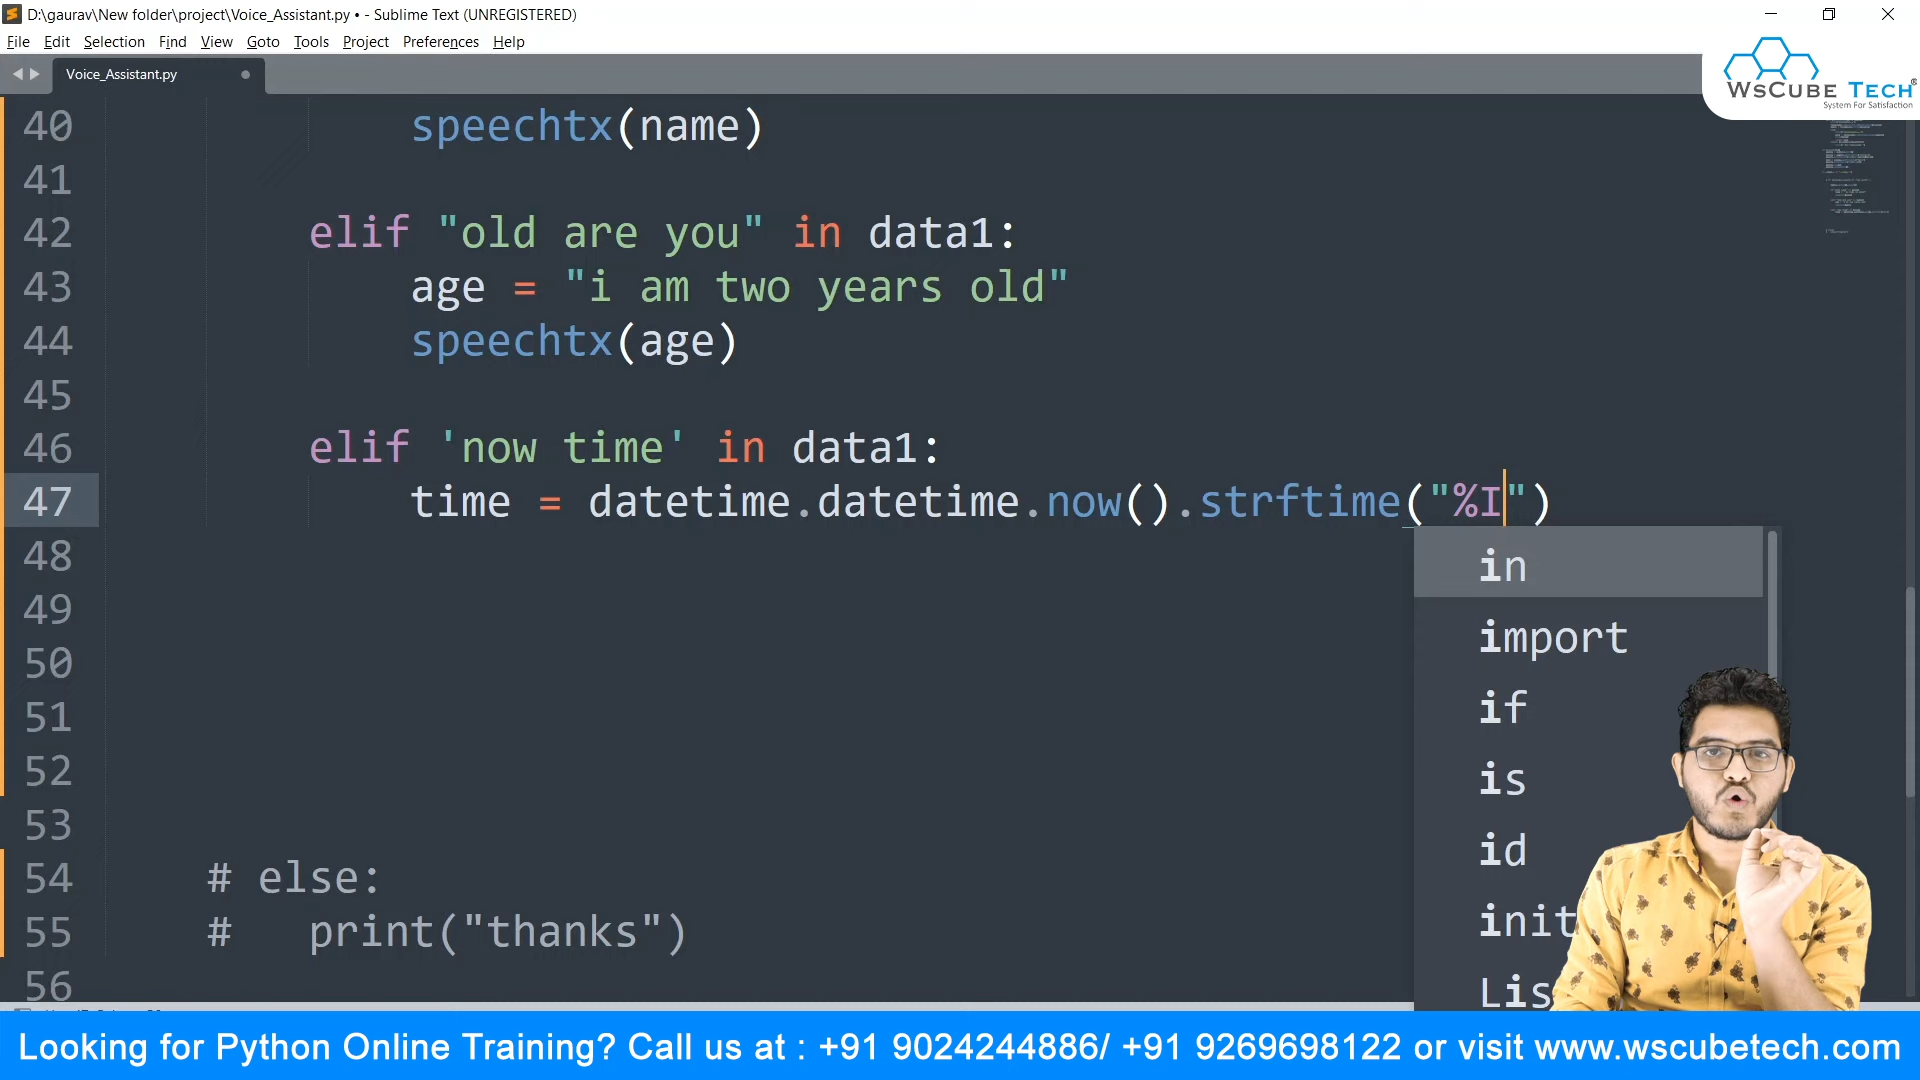 D:\gaurav\New folder\project\Voice_Assistant.py • - Sublime Text (UNREGISTERED)
File Edit Selection Find View Goto Tools Project Preferences Help
Voice_Assistant.py
WsCube Tech®
System For Satisfaction
40 speechtx(name)
41
42 elif "old are you" in data1:
43 age = "i am two years old"
44 speechtx(age)
45
46 elif 'now time' in data1:
47 time = datetime.datetime.now().strftime("%I")
48
in
49
import
50
51
if
52
is
53
id
54 # else:
init
55 # print("thanks")
Lis
56
Looking for Python Online Training? Call us at : +91 9024244886/ +91 9269698122 or visit www.wscubetech.com